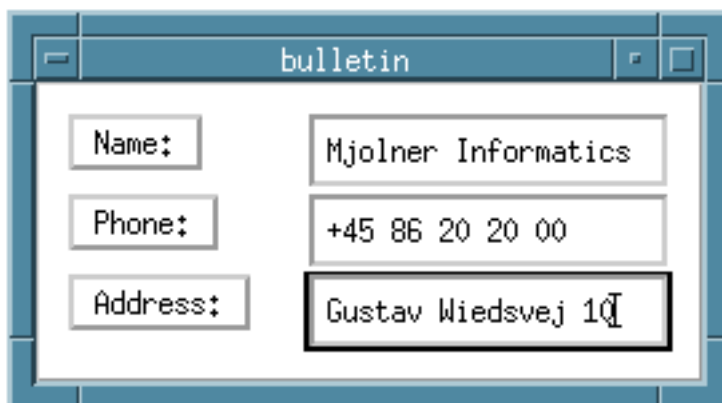 bulletin
Name: Mjolner Informatics
Phone: +45 86 20 20 00
Address: Gustav Wiedsvej 10